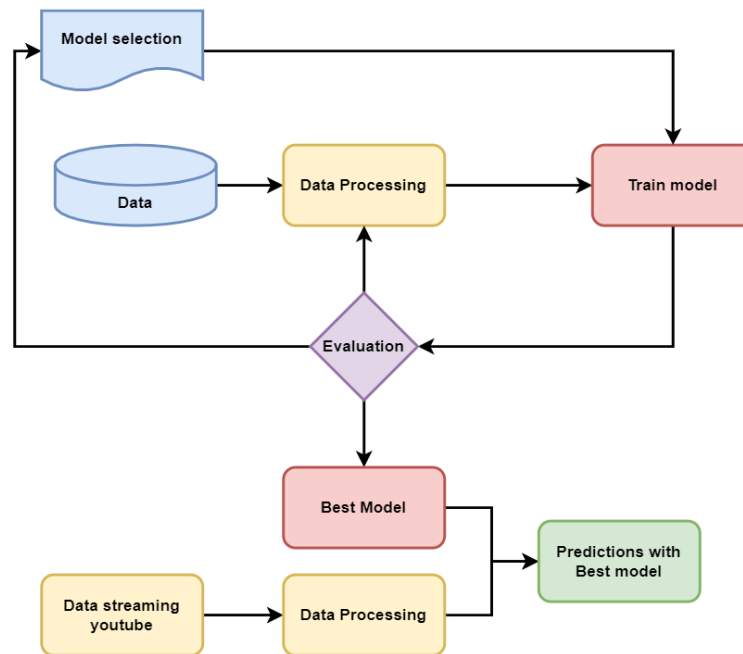 Model selection
Data
Data Processing
Train model
Evaluation
Best Model
Predictions with
Best model
Data streaming
youtube
Data Processing